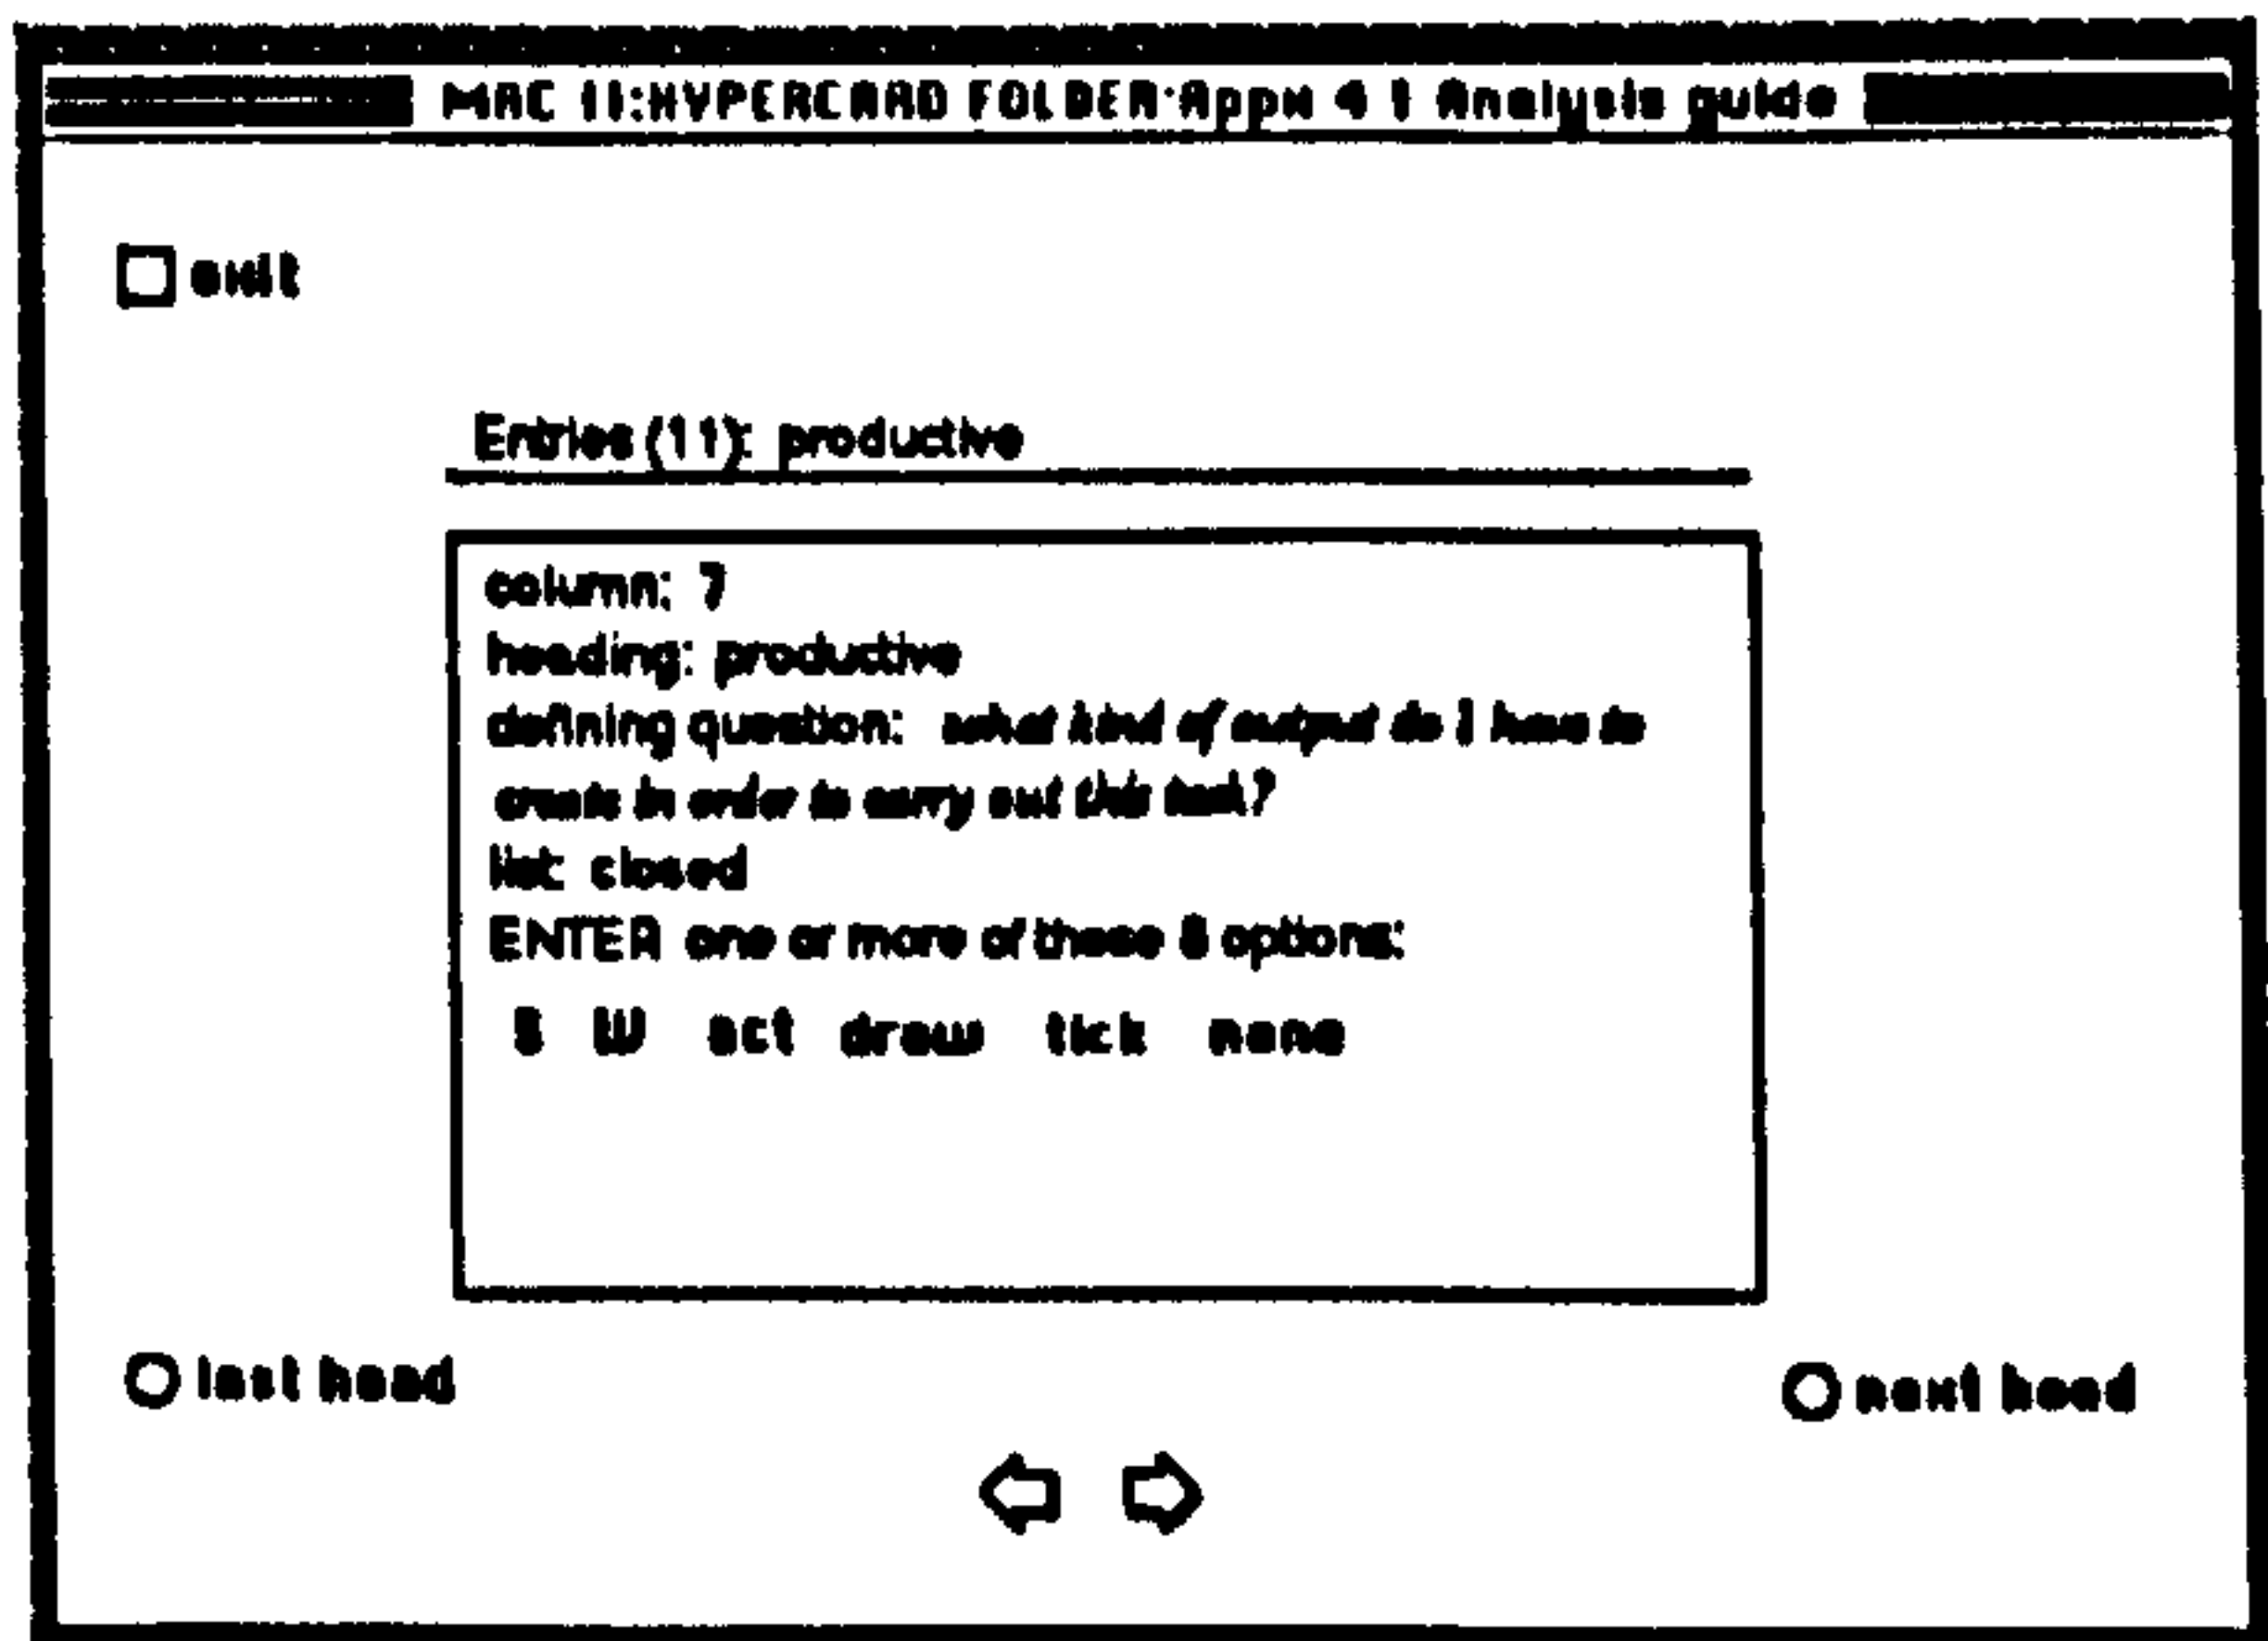 MAC II:HYPERCARD FOLDER:Appx 4 1 Analysis guide
exit
Entries (11): productive
column: 7
heading: productive
defining question: what kind of output do I have to
create in order to carry out this task?
list: closed
ENTER one or more of these options:
S W act draw tick none
last head
next head